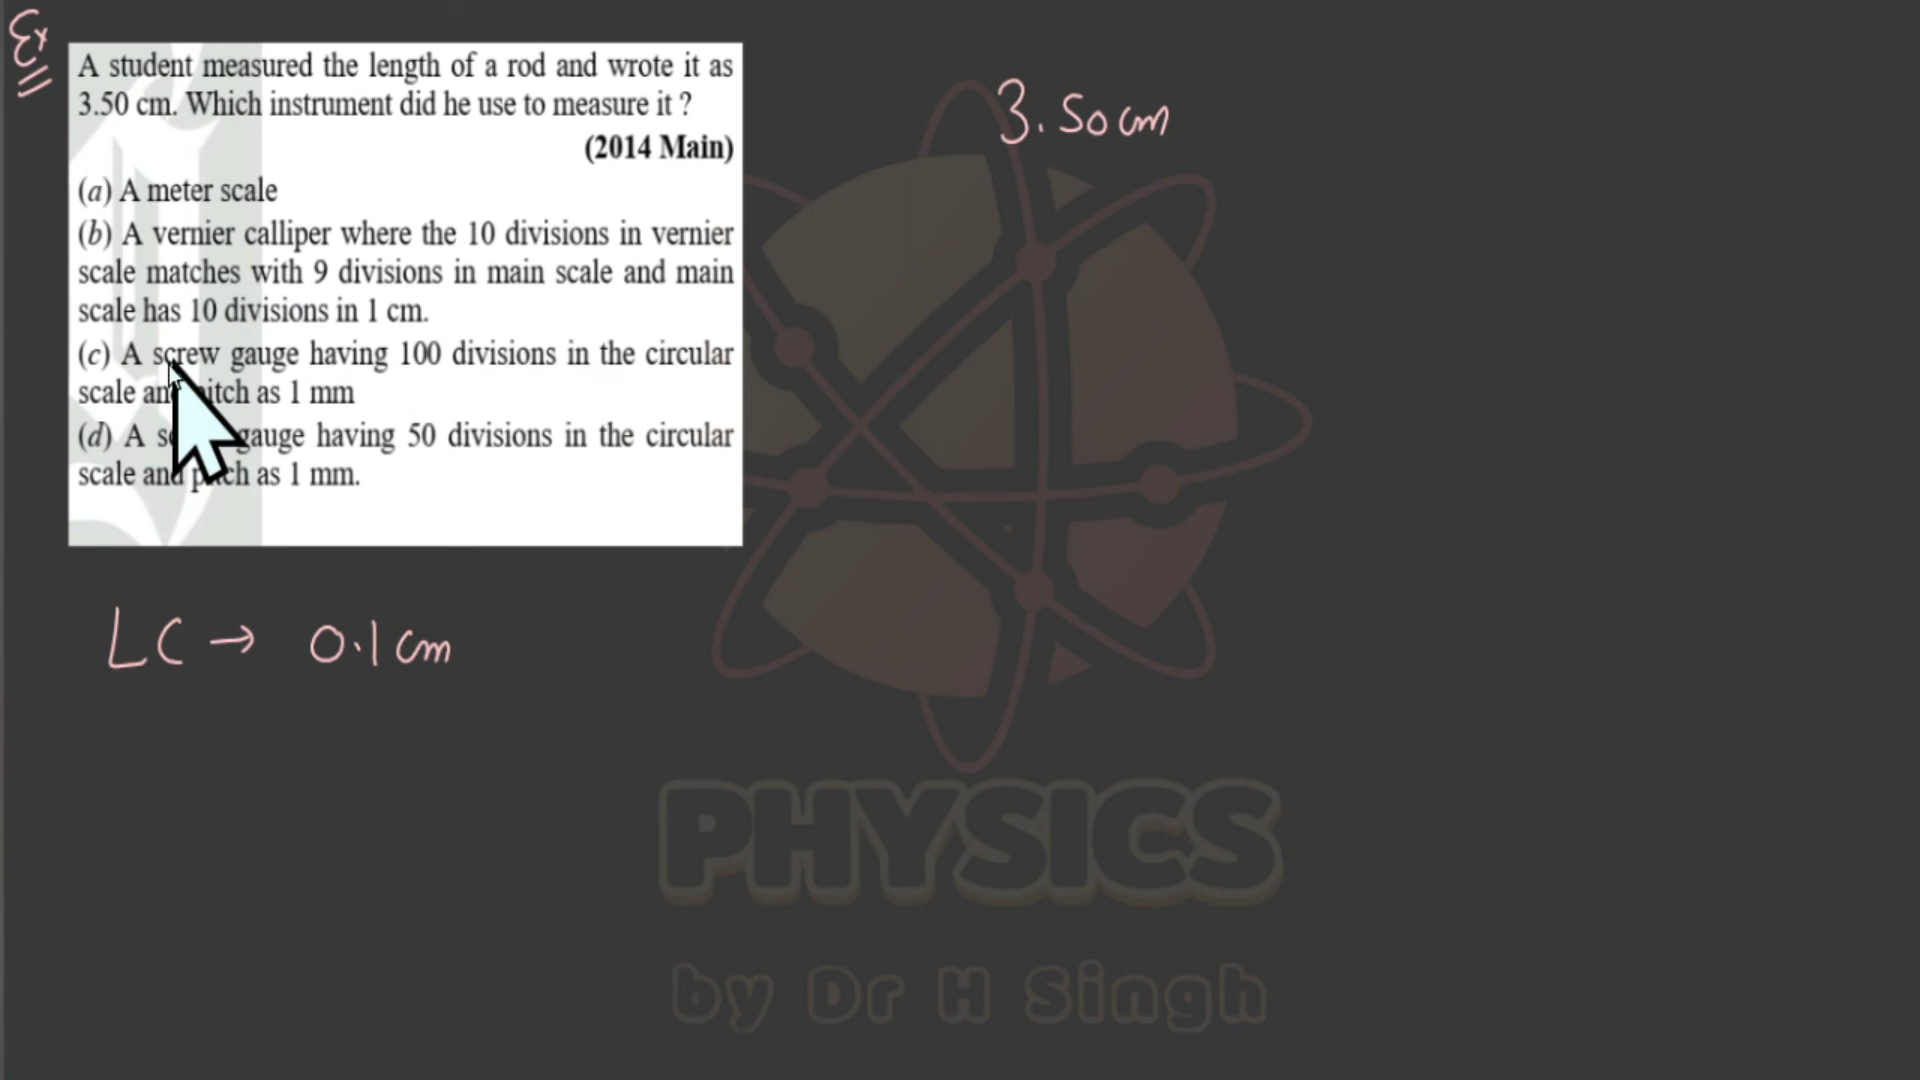 Ex
A student measured the length of a rod and wrote it as
3.50 cm. Which instrument did he use to measure it ?
(2014 Main)
(a) A meter scale
(b) A vernier calliper where the 10 divisions in vernier
scale matches with 9 divisions in main scale and main
scale has 10 divisions in 1 cm.
(c) A screw gauge having 100 divisions in the circular
scale and pitch as 1 mm
(d) A screw gauge having 50 divisions in the circular
scale and pitch as 1 mm.
3.50 cm
LC → 0.1 cm
PHYSICS
by Dr H Singh